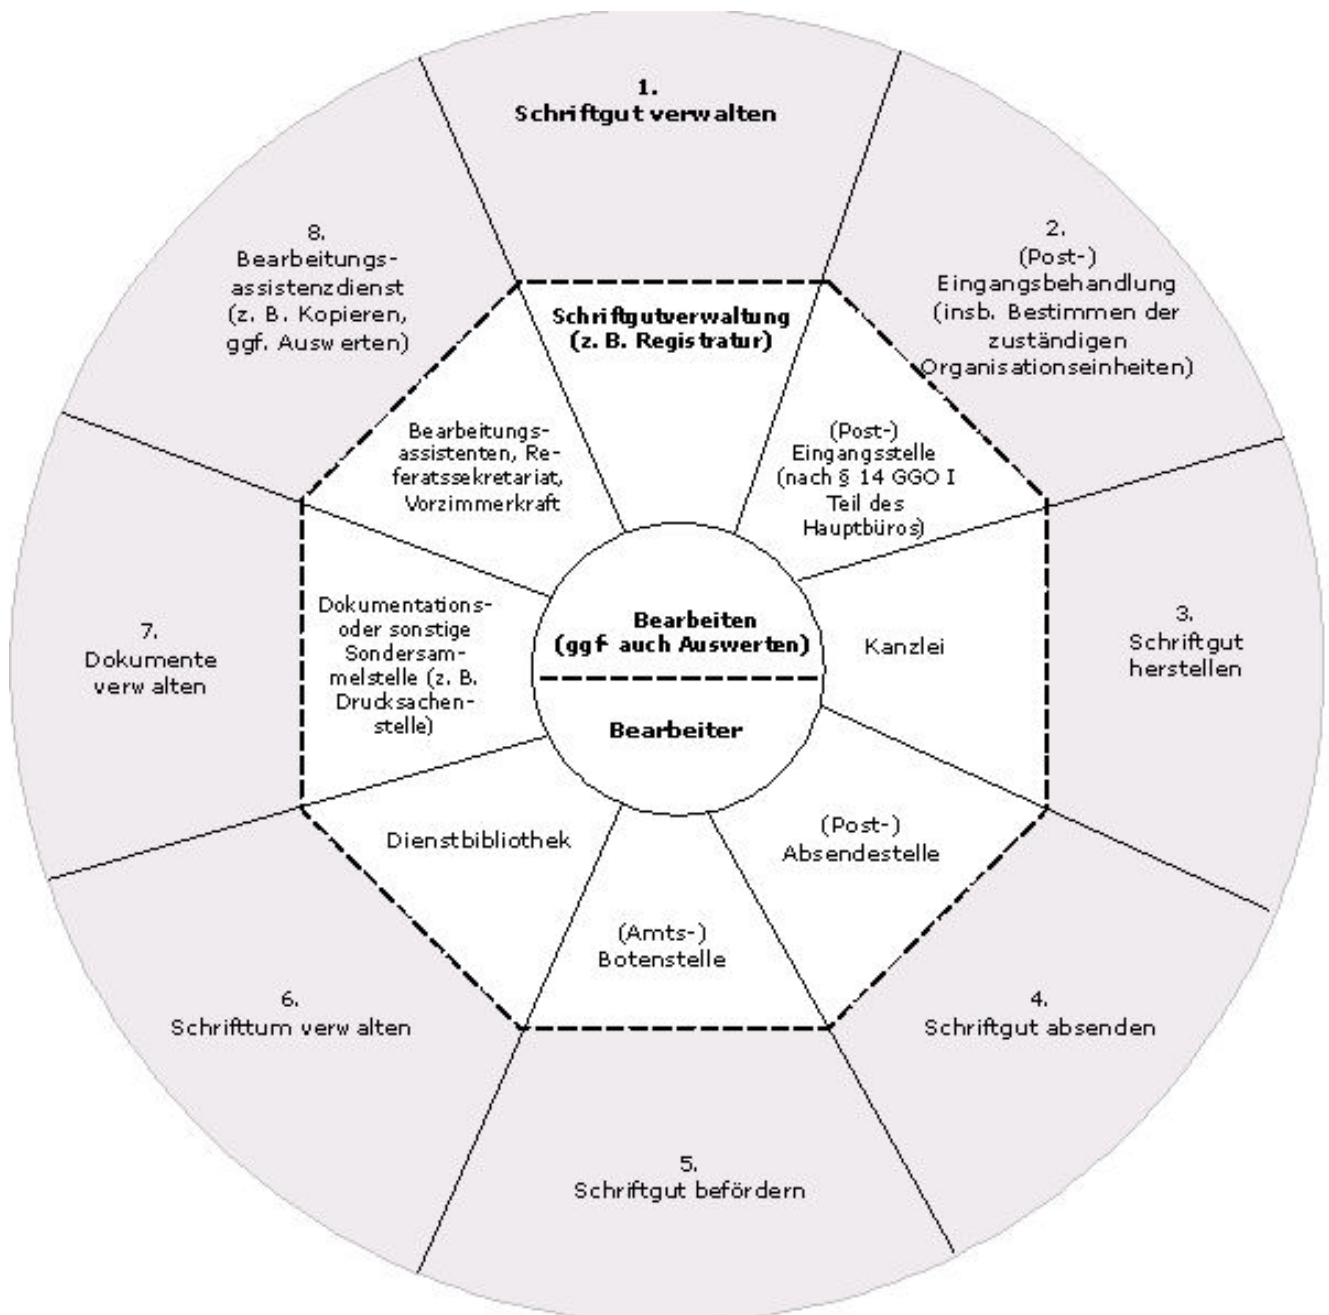 1.
Schriftgut verwalten
2.
(Post-)
Eingangsbehandlung
(insb. Bestimmen der
zuständigen
Organisationseinheiten)
3.
Schriftgut
herstellen
4.
Schriftgut absenden
5.
Schriftgut befördern
6.
Schrifttum verwalten
7.
Dokumente
verwalten
8.
Bearbeitungs-
assistenzdienst
(z. B. Kopieren,
ggf. Auswerten)
Schriftgutverwaltung
(z. B. Registratur)
(Post-)
Eingangsstelle
(nach § 14 GGO I
Teil des
Hauptbüros)
Kanzlei
(Post-)
Absendestelle
(Amts-)
Botenstelle
Dienstbibliothek
Dokumentations-
oder sonstige
Sondersam-
melstelle (z. B.
Drucksachen-
stelle)
Bearbeitungs-
assistenten, Re-
feratssekretariat,
Vorzimmerkraft
Bearbeiten
(ggf- auch Auswerten)
Bearbeiter